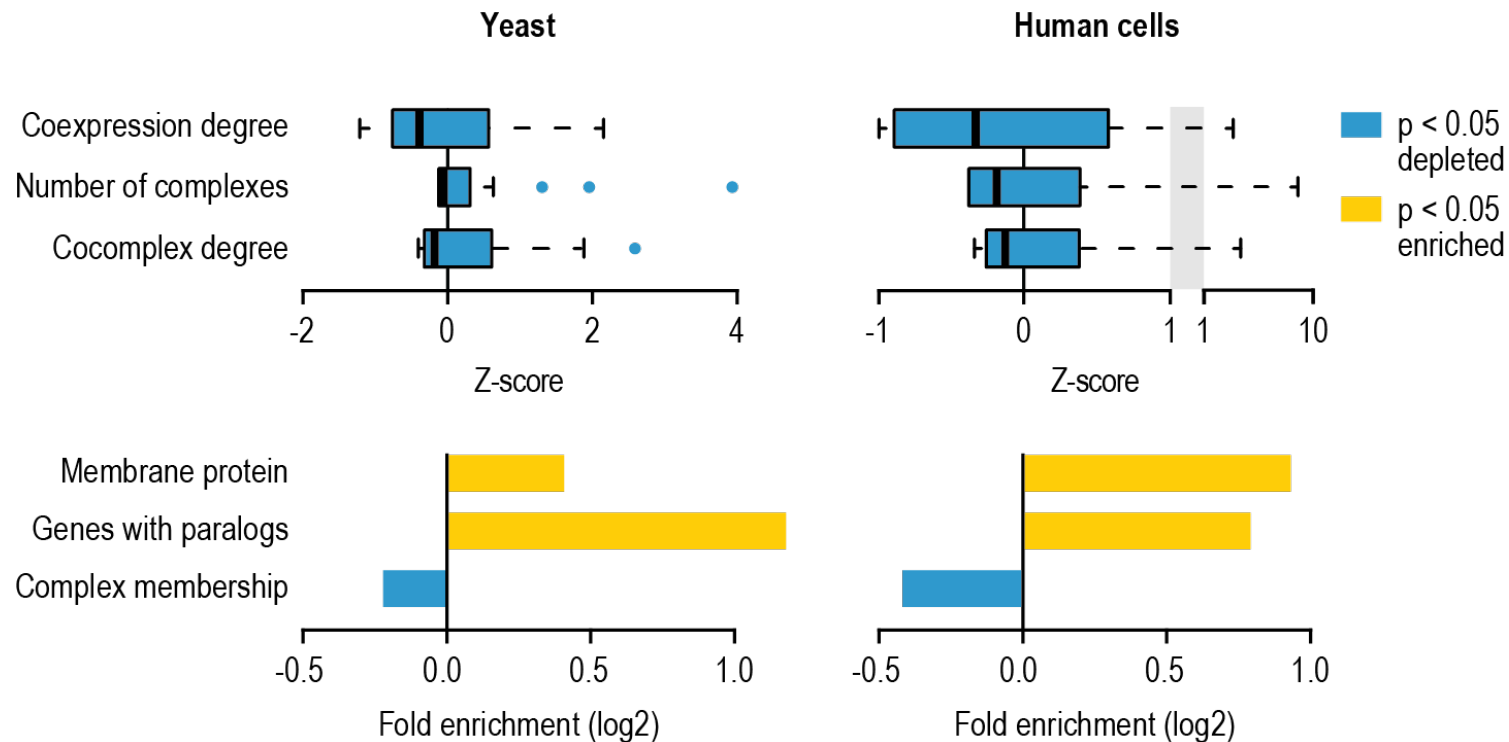 Yeast
Human cells
Coexpression degree
Number of complexes
Cocomplex degree
p < 0.05
depleted
p < 0.05
enriched
-2 0 2 4
-1 0 1 1 10
Z-score
Z-score
Membrane protein
Genes with paralogs
Complex membership
-0.5 0.0 0.5 1.0
-0.5 0.0 0.5 1.0
Fold enrichment (log2)
Fold enrichment (log2)